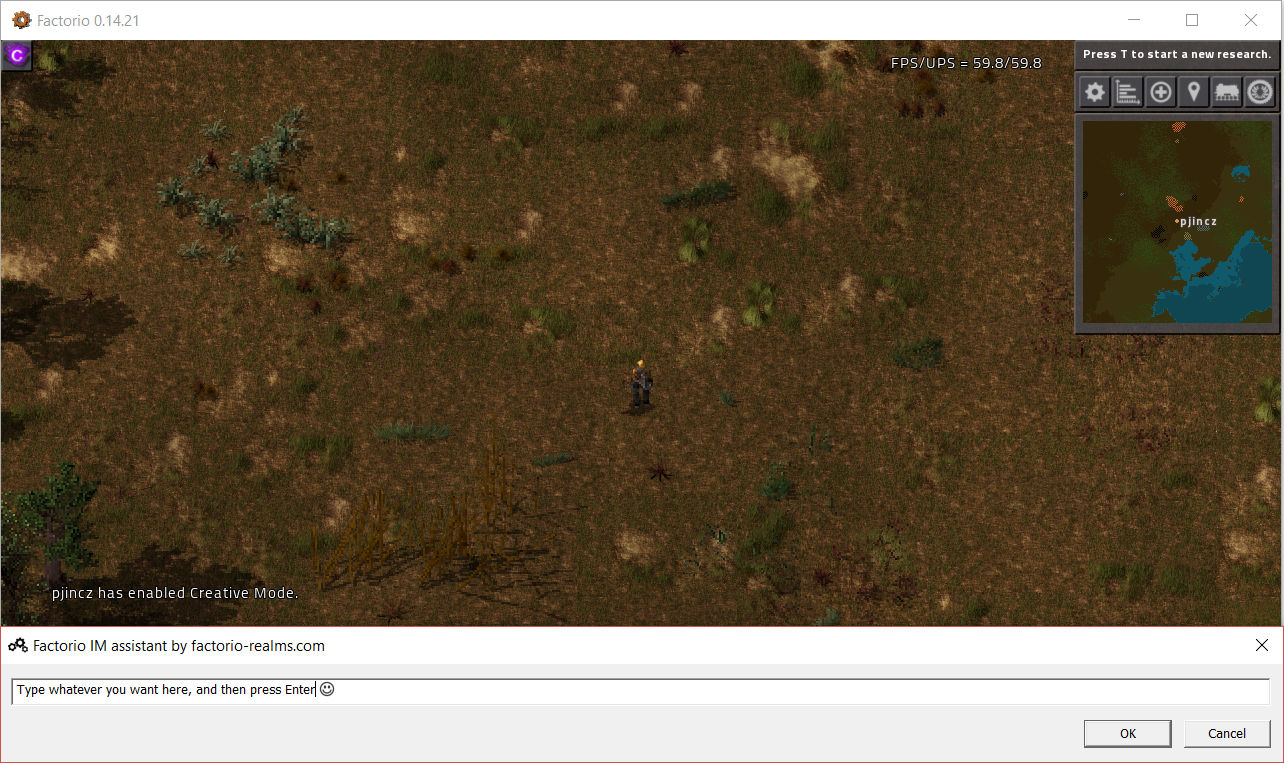 Factorio 0.14.21
C
FPS/UPS = 59.8/59.8
Press T to start a new research.
pjincz
pjincz has enabled Creative Mode.
Factorio IM assistant by factorio-realms.com
Type whatever you want here, and then press Enter☺
OK
Cancel